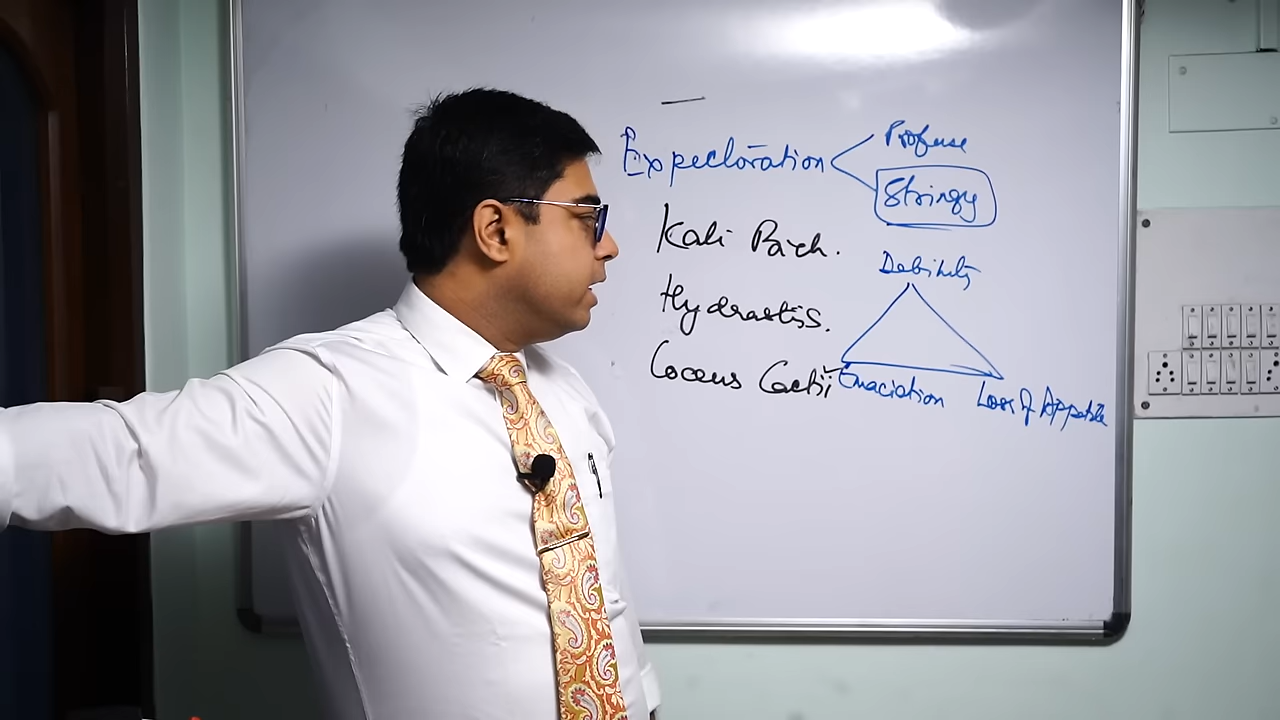 Expectoration
Profuse
Stringy
Kali Bich.
Debility
Hydrastis.
Coccus Cacti
Emaciation
Loss of Appetite